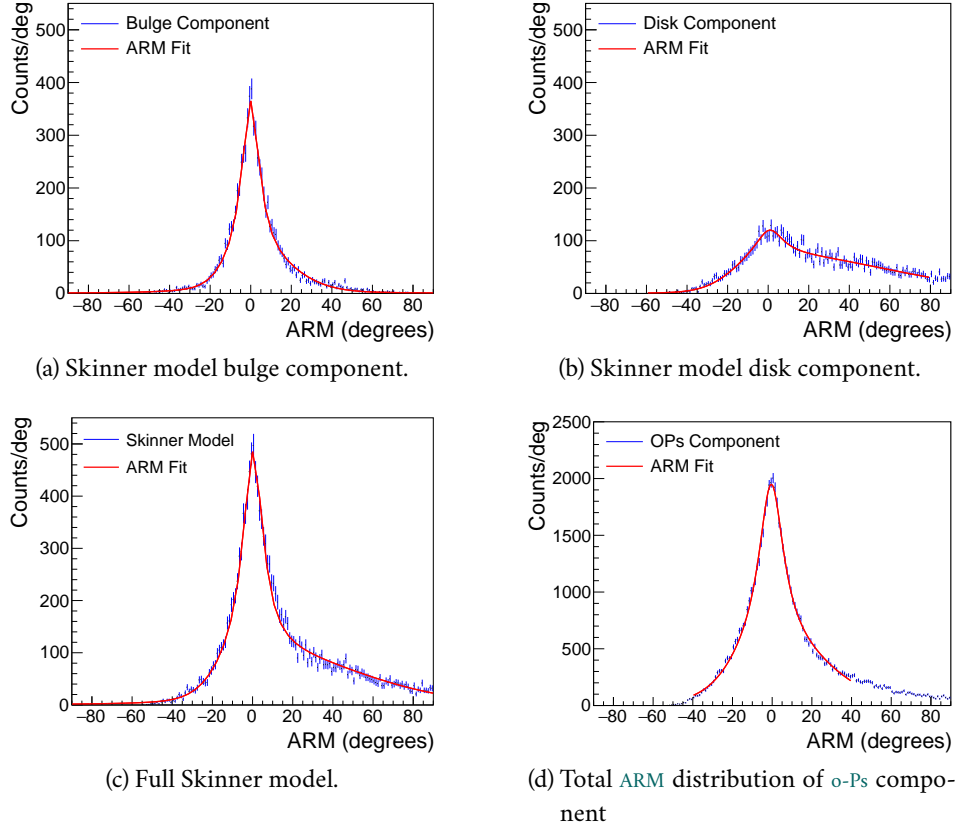 Counts/deg
500
400
300
200
100
0
Bulge Component
ARM Fit
−80 −60 −40 −20 0 20 40 60 80
ARM (degrees)
(a) Skinner model bulge component.
Counts/deg
500
400
300
200
100
0
Disk Component
ARM Fit
−80 −60 −40 −20 0 20 40 60 80
ARM (degrees)
(b) Skinner model disk component.
Counts/deg
500
400
300
200
100
0
Skinner Model
ARM Fit
−80 −60 −40 −20 0 20 40 60 80
ARM (degrees)
(c) Full Skinner model.
Counts/deg
2500
2000
1500
1000
500
0
OPs Component
ARM Fit
−80 −60 −40 −20 0 20 40 60 80
ARM (degrees)
(d) Total ARM distribution of o-Ps compo-
nent